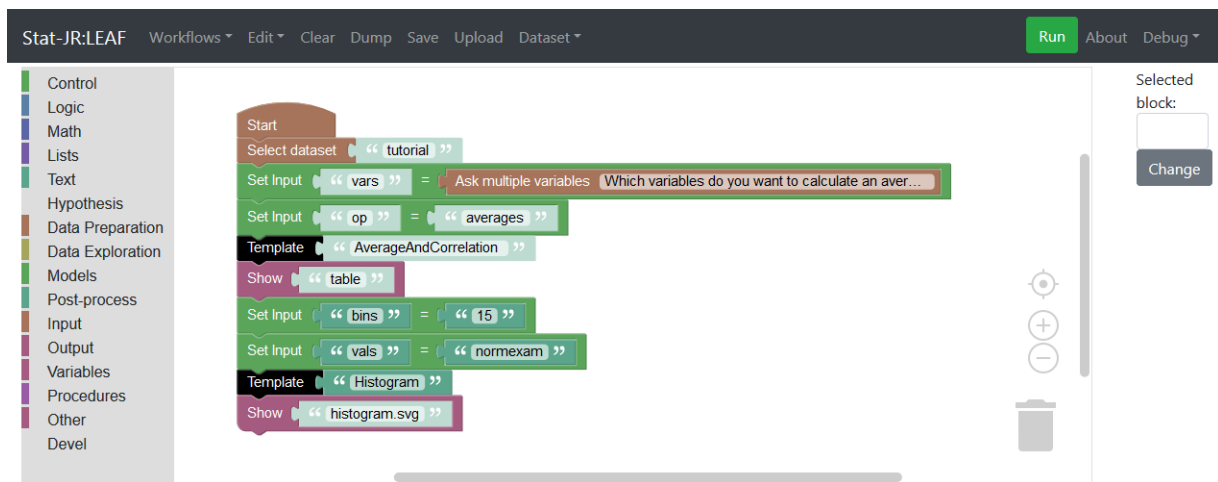 Stat-JR:LEAF Workflows Edit Clear Dump Save Upload Dataset Run About Debug
Control
Logic
Math
Lists
Text
Hypothesis
Data Preparation
Data Exploration
Models
Post-process
Input
Output
Variables
Procedures
Other
Devel
Start
Select dataset “ tutorial ”
Set Input “ vars ” = Ask multiple variables Which variables do you want to calculate an aver...
Set Input “ op ” = “ averages ”
Template “ AverageAndCorrelation ”
Show “ table ”
Set Input “ bins ” = “ 15 ”
Set Input “ vals ” = “ normexam ”
Template “ Histogram ”
Show “ histogram.svg ”
Selected
block:
Change